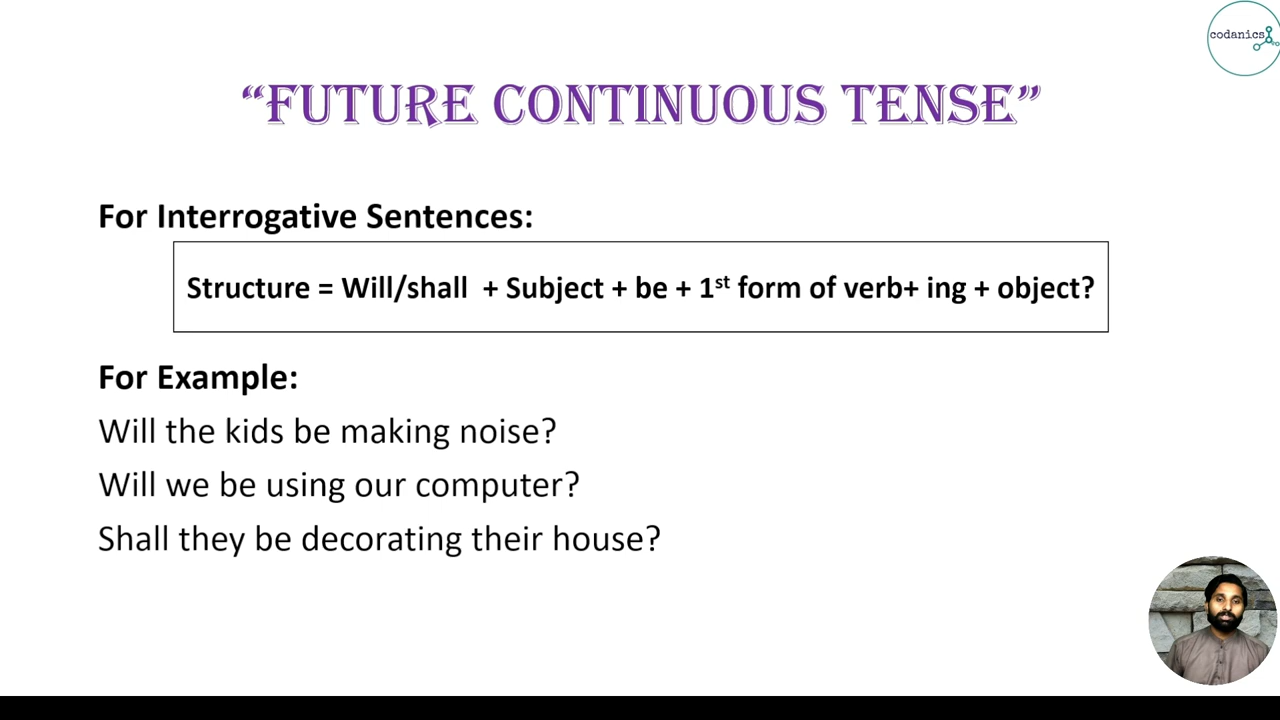 codanics
“FUTURE CONTINUOUS TENSE”
For Interrogative Sentences:
Structure = Will/shall + Subject + be + 1st form of verb+ ing + object?
For Example:
Will the kids be making noise?
Will we be using our computer?
Shall they be decorating their house?